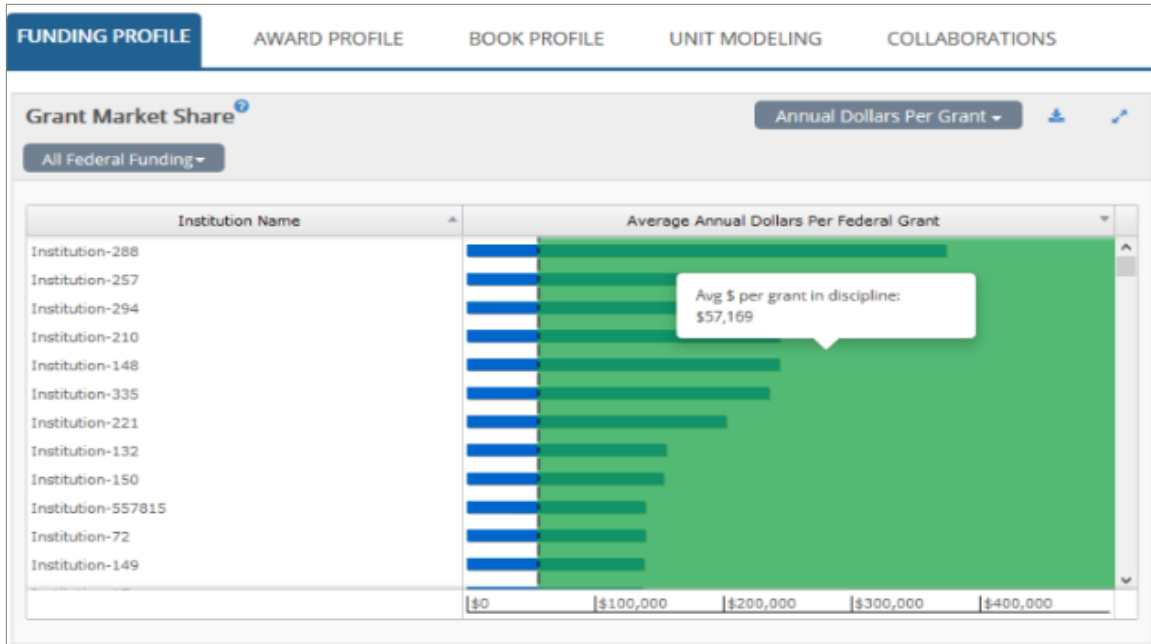 FUNDING PROFILE AWARD PROFILE BOOK PROFILE UNIT MODELING COLLABORATIONS
Grant Market Share
Annual Dollars Per Grant
All Federal Funding
Institution Name Average Annual Dollars Per Federal Grant
Institution-288
Institution-257
Avg $ per grant in discipline:
$57,169
Institution-294
Institution-210
Institution-148
Institution-335
Institution-221
Institution-132
Institution-150
Institution-557815
Institution-72
Institution-149
$0 $100,000 $200,000 $300,000 $400,000